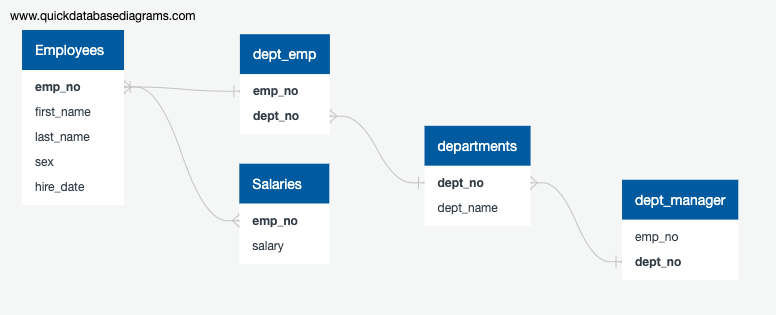 www.quickdatabasediagrams.com
Employees
emp_no
first_name
last_name
sex
hire_date
dept_emp
emp_no
dept_no
Salaries
emp_no
salary
departments
dept_no
dept_name
dept_manager
emp_no
dept_no